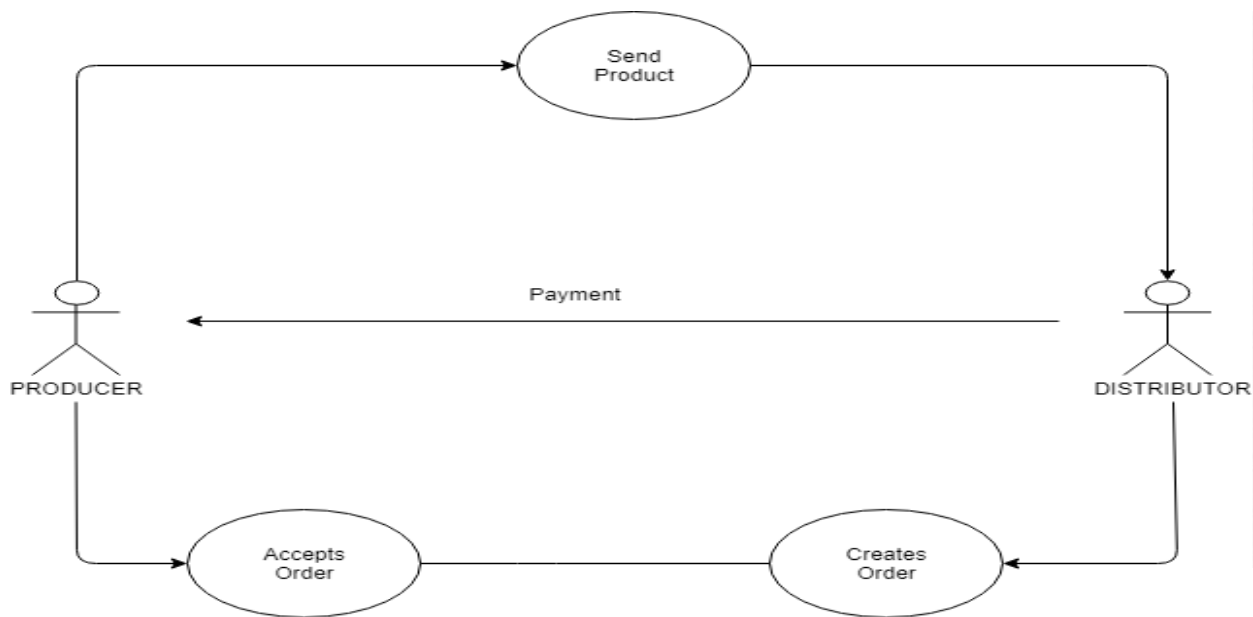 Send
Product
Payment
PRODUCER
DISTRIBUTOR
Accepts
Order
Creates
Order